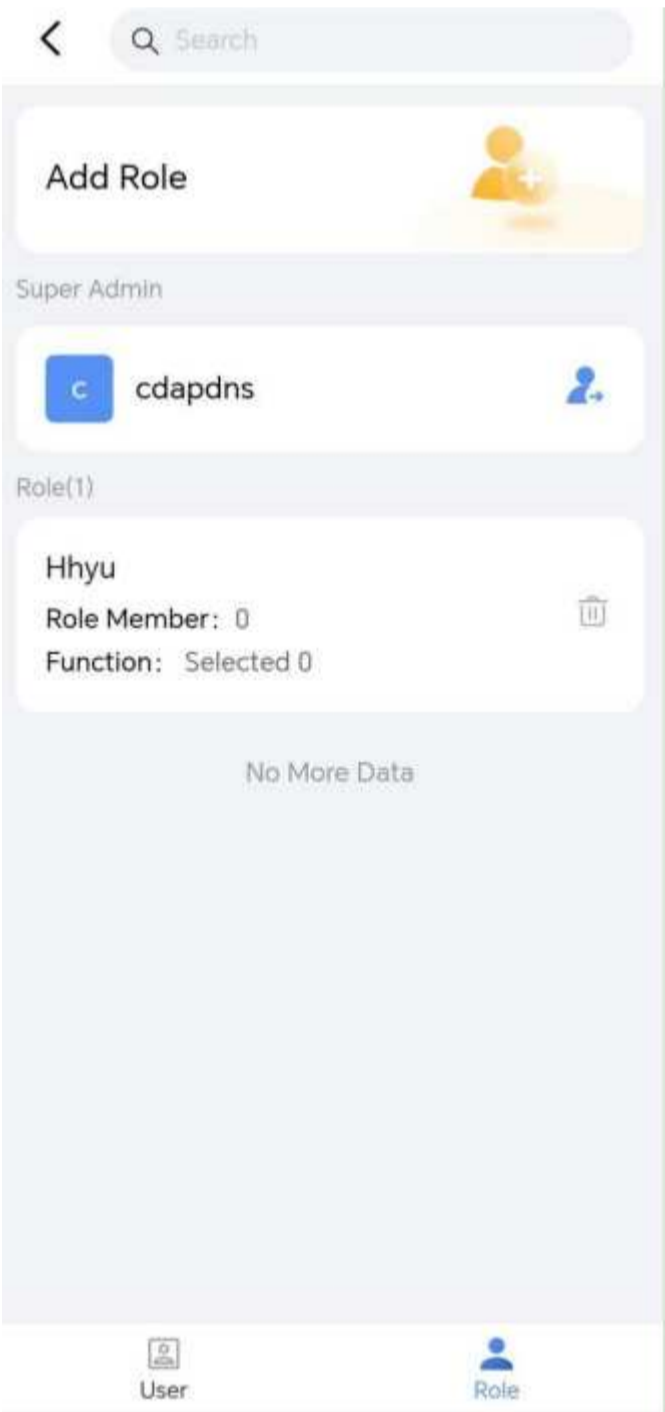 Search
Add Role
Super Admin
c
cdapdns
Role(1)
Hhyu
Role Member: 0
Function: Selected 0
No More Data
User
Role